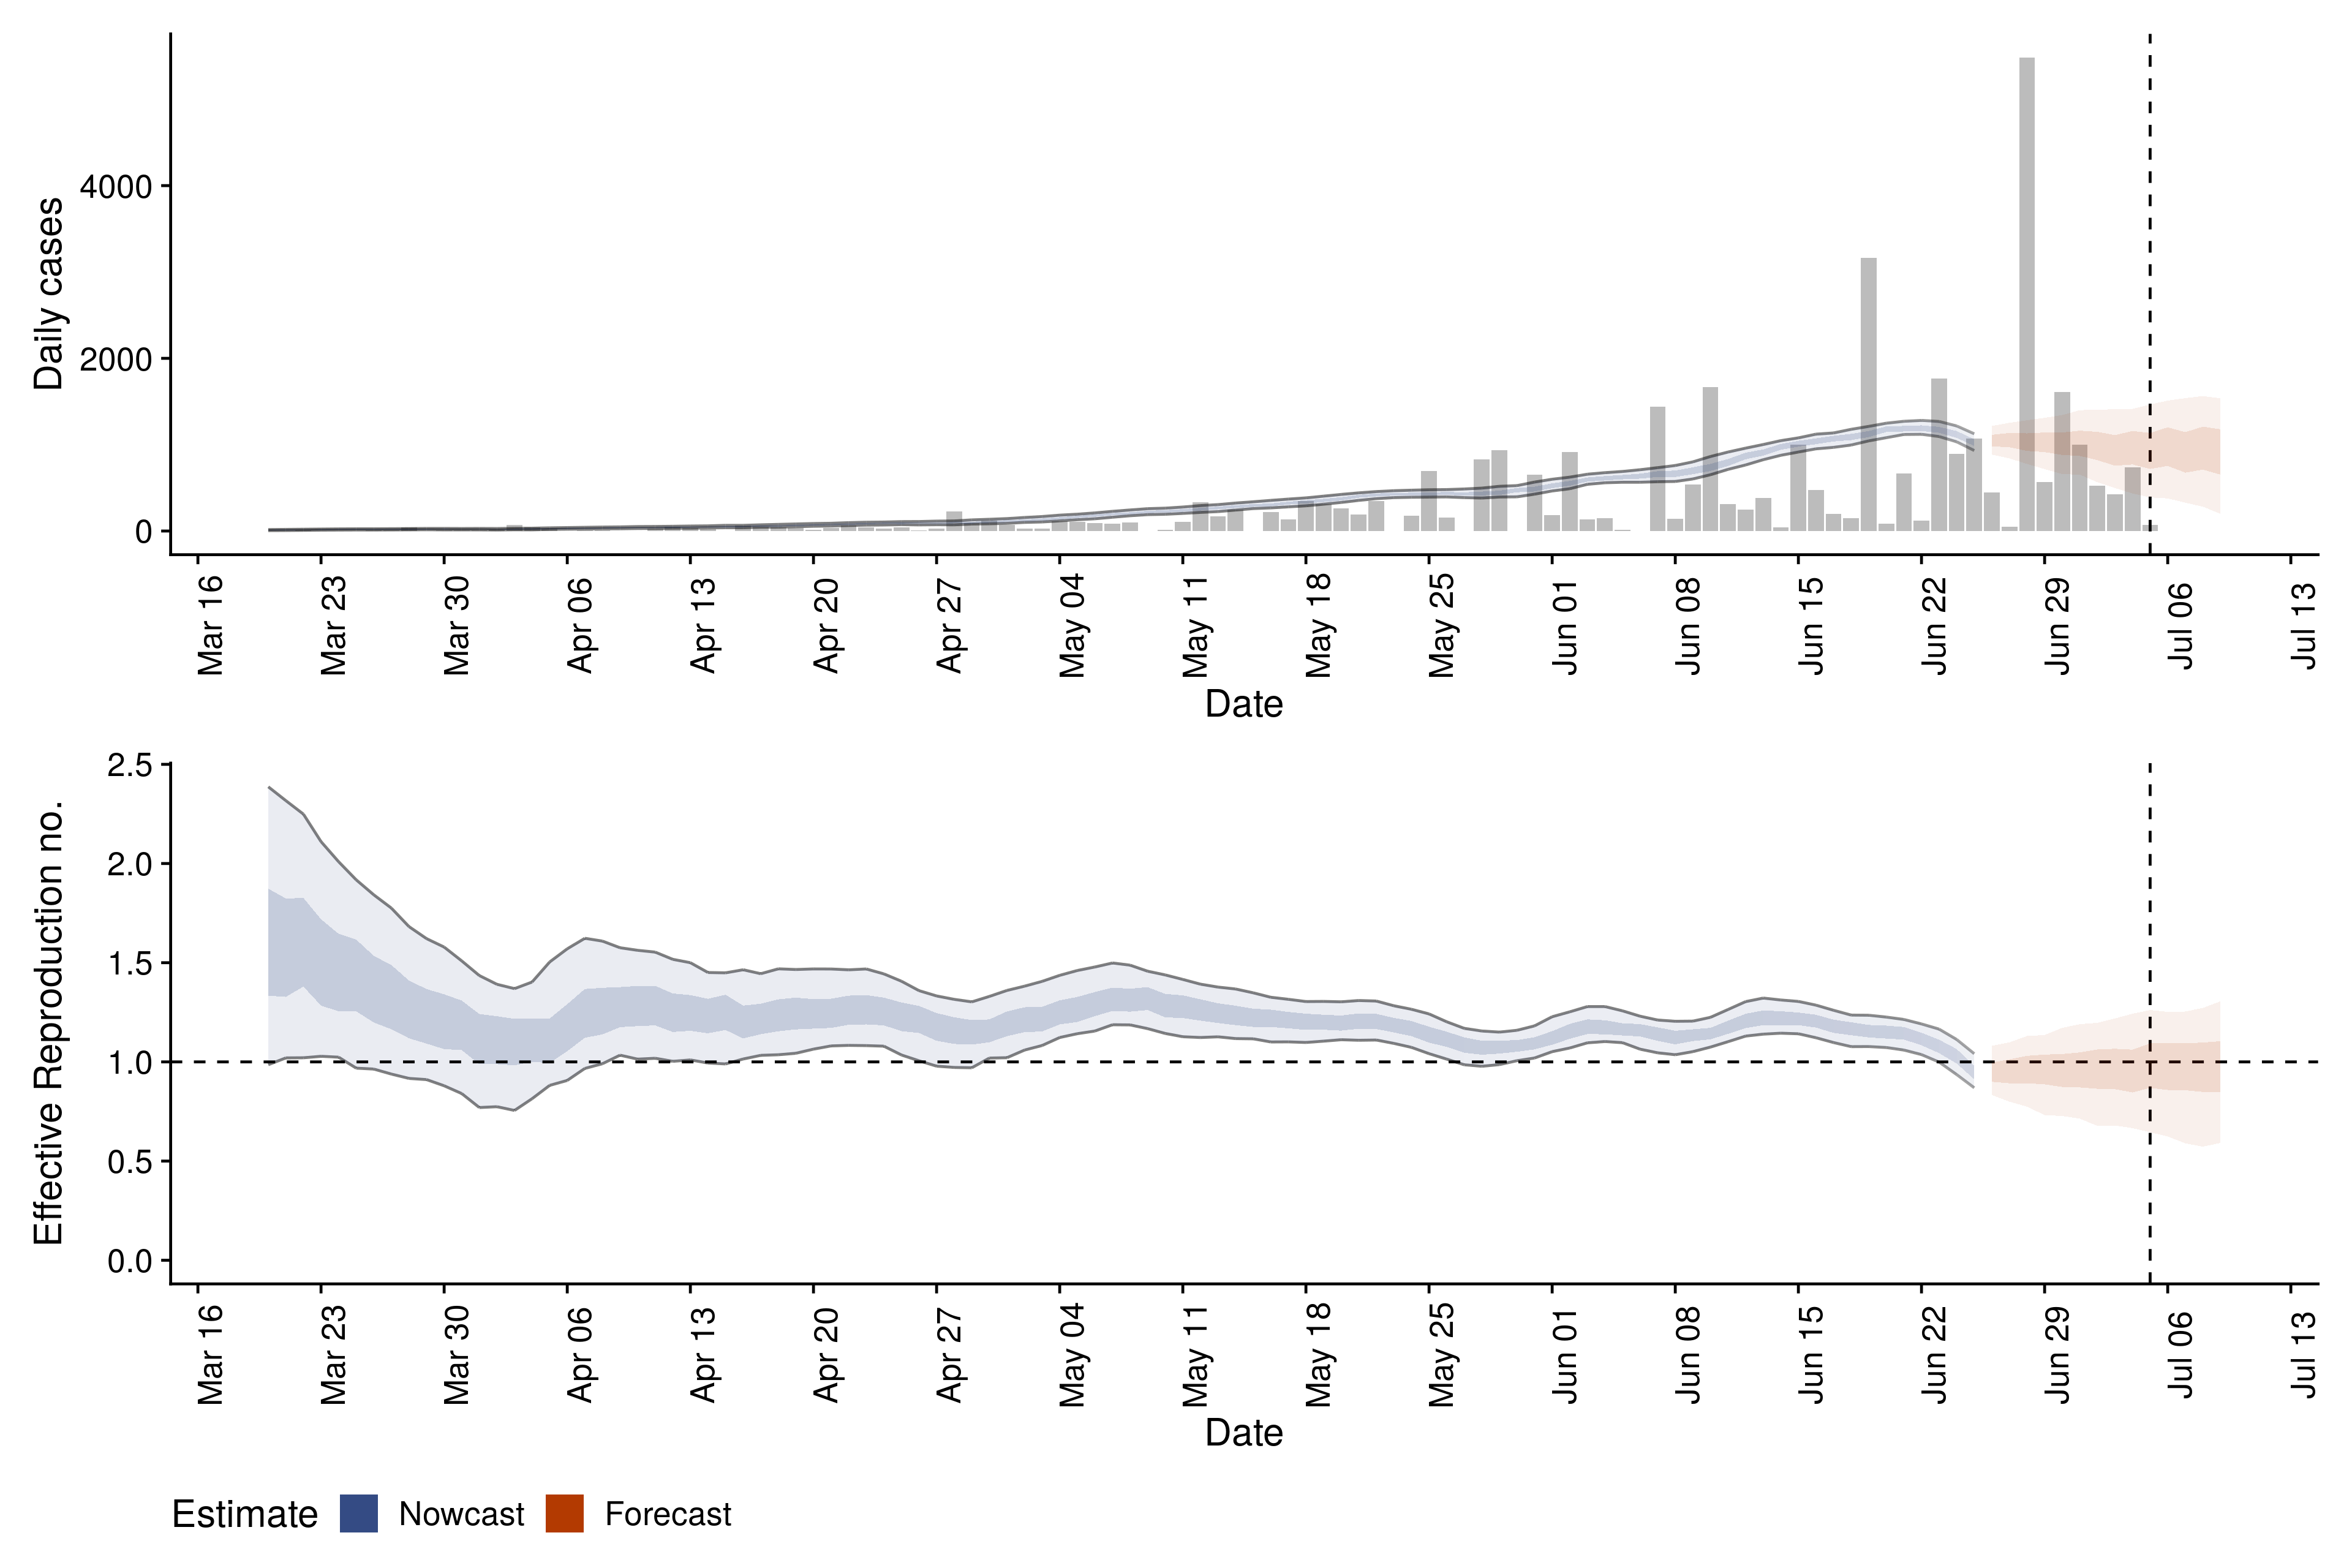 Daily cases
4000
2000
0
Mar 16
Mar 23
Mar 30
Apr 06
Apr 13
Apr 20
Apr 27
May 04
May 11
May 18
May 25
Jun 01
Jun 08
Jun 15
Jun 22
Jun 29
Jul 06
Jul 13
Date
Effective Reproduction no.
2.5
2.0
1.5
1.0
0.5
0.0
Mar 16
Mar 23
Mar 30
Apr 06
Apr 13
Apr 20
Apr 27
May 04
May 11
May 18
May 25
Jun 01
Jun 08
Jun 15
Jun 22
Jun 29
Jul 06
Jul 13
Date
Estimate Nowcast Forecast